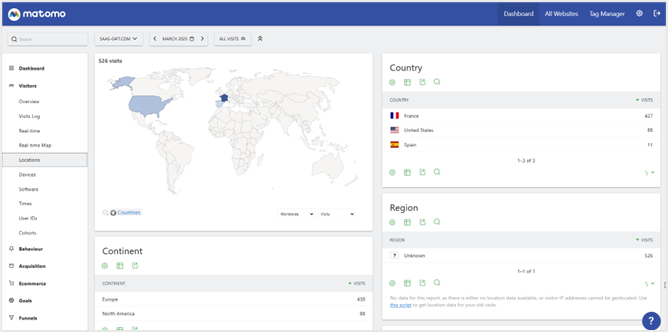 matomo
Dashboard All Websites Tag Manager
Search
SAAS-GMT.COM
MARCH 2025
ALL VISITS
Dashboard
Visitors
Overview
Visits Log
Real-time
Real-time Map
Locations
Devices
Software
Times
User IDs
Cohorts
Behaviour
Acquisition
Ecommerce
Goals
Funnels
526 visits
Countries
Worldwide
Visits
Continent
CONTINENT VISITS
Europe 438
North America 88
Country
COUNTRY VISITS
France 427
United States 88
Spain 11
1–3 of 3
5
Region
REGION VISITS
? Unknown 526
1–1 of 1
5
No data for this report, as there is either no location data available, or visitor IP addresses cannot be geolocated. Use
this script to get location data for your old visits.
?